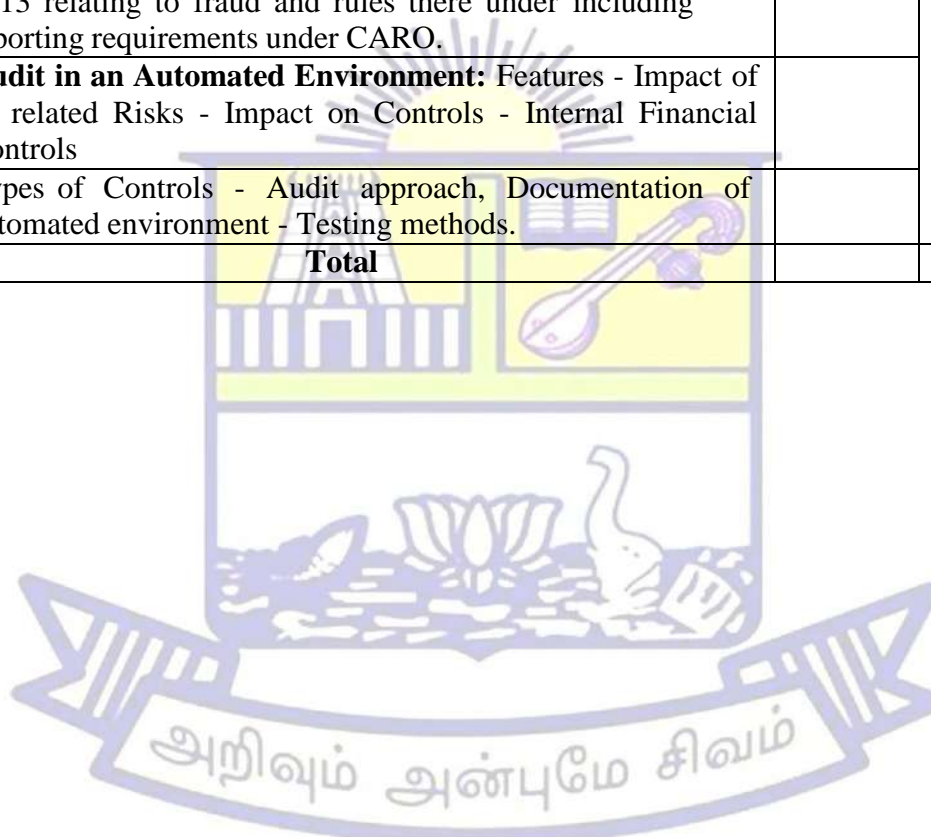 13 relating to fraud and rules there under including
porting requirements under CARO.
udit in an Automated Environment: Features - Impact of
related Risks - Impact on Controls - Internal Financial
ontrols
ypes of Controls - Audit approach, Documentation of
tomated environment - Testing methods.
Total
அறிவும் அன்புமே சிவம்